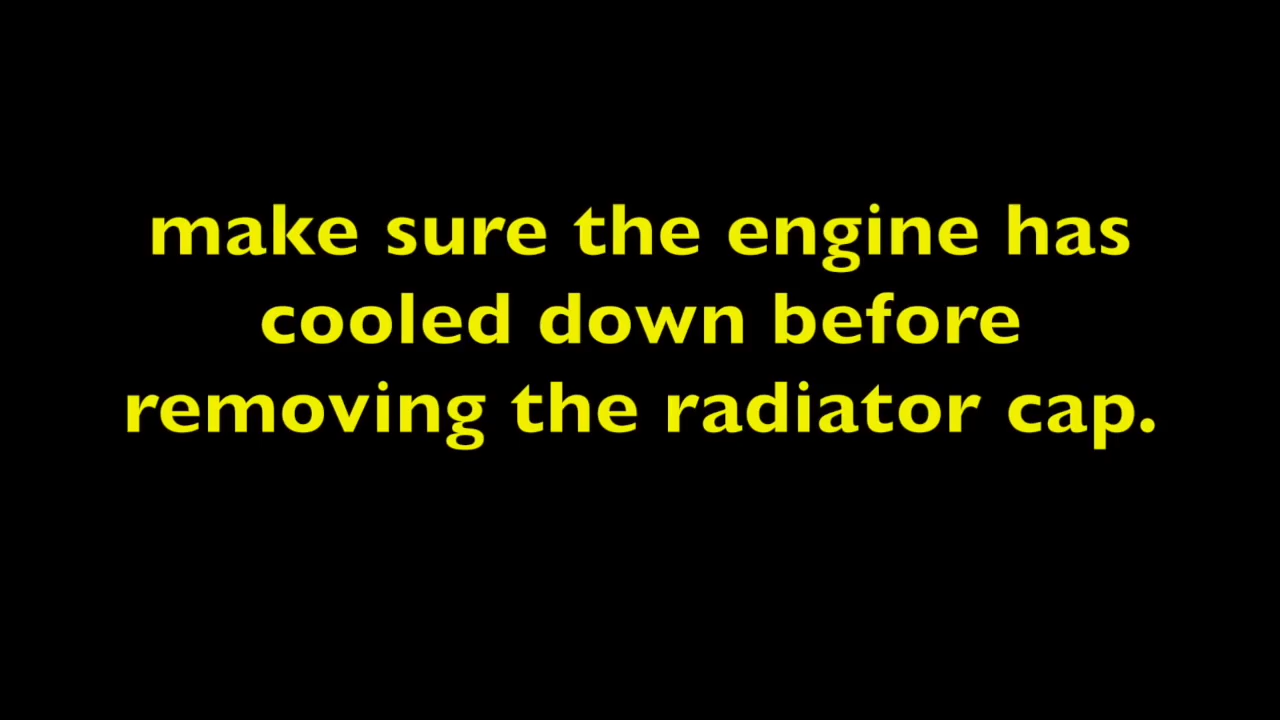 make sure the engine has
cooled down before
removing the radiator cap.